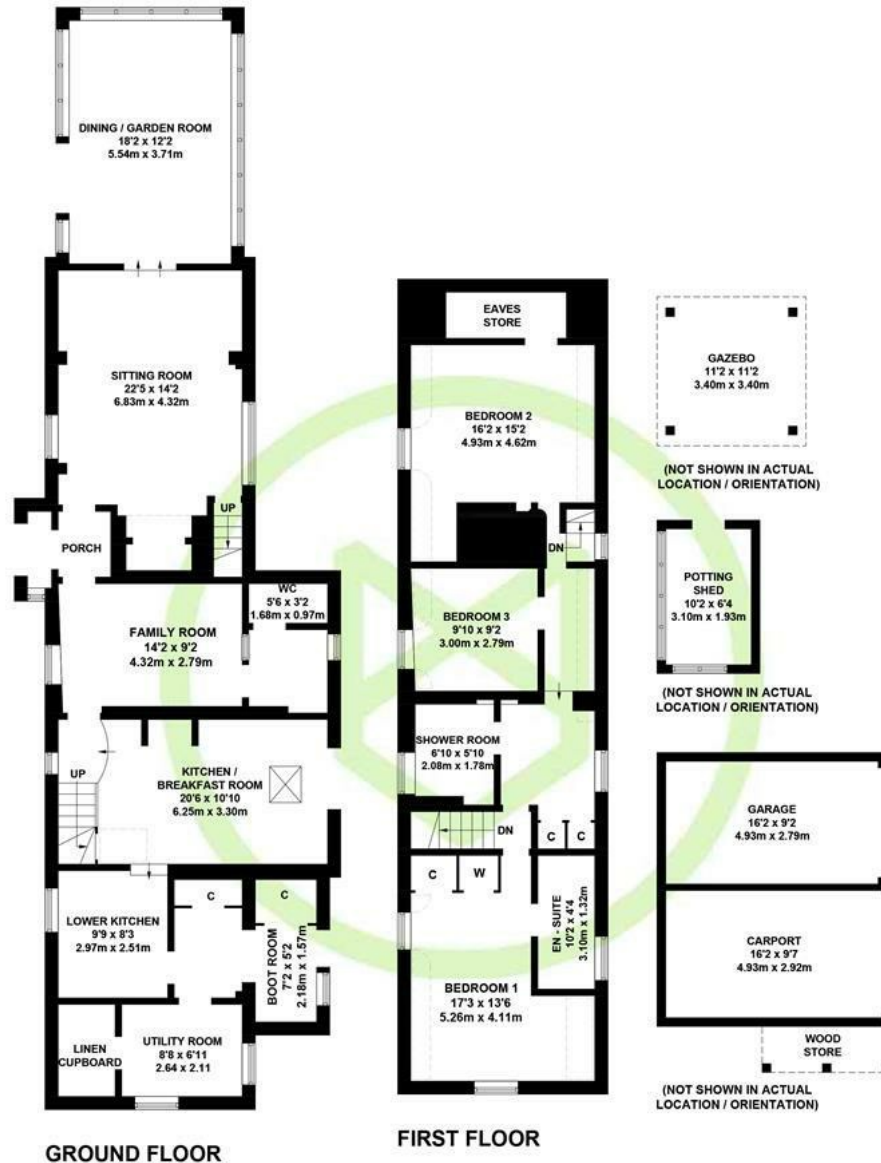 DINING / GARDEN ROOM
18'2 x 12'2
5.54m x 3.71m
SITTING ROOM
22'5 x 14'2
6.83m x 4.32m
UP
PORCH
WC
5'6 x 3'2
1.68m x 0.97m
FAMILY ROOM
14'2 x 9'2
4.32m x 2.79m
UP
KITCHEN /
BREAKFAST ROOM
20'6 x 10'10
6.25m x 3.30m
LOWER KITCHEN
9'9 x 8'3
2.97m x 2.51m
C
C
BOOT ROOM
7'2 x 5'2
2.18m x 1.57m
LINEN
CUPBOARD
UTILITY ROOM
8'8 x 6'11
2.64 x 2.11
GROUND FLOOR
EAVES
STORE
BEDROOM 2
16'2 x 15'2
4.93m x 4.62m
DN
BEDROOM 3
9'10 x 9'2
3.00m x 2.79m
SHOWER ROOM
6'10 x 5'10
2.08m x 1.78m
DN
C
C
C
W
EN - SUITE
10'2 x 4'4
3.10m x 1.32m
BEDROOM 1
17'3 x 13'6
5.26m x 4.11m
FIRST FLOOR
GAZEBO
11'2 x 11'2
3.40m x 3.40m
(NOT SHOWN IN ACTUAL
LOCATION / ORIENTATION)
POTTING
SHED
10'2 x 6'4
3.10m x 1.93m
(NOT SHOWN IN ACTUAL
LOCATION / ORIENTATION)
GARAGE
16'2 x 9'2
4.93m x 2.79m
CARPORT
16'2 x 9'7
4.93m x 2.92m
WOOD
STORE
(NOT SHOWN IN ACTUAL
LOCATION / ORIENTATION)